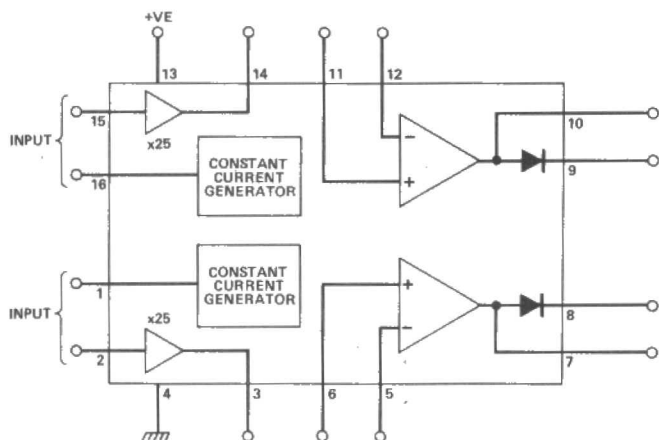 +VE
13
14
11
12
15
x25
10
INPUT
16
CONSTANT
CURRENT
GENERATOR
−
+
9
1
CONSTANT
CURRENT
GENERATOR
+
−
8
INPUT
2
x25
7
4
3
6
5